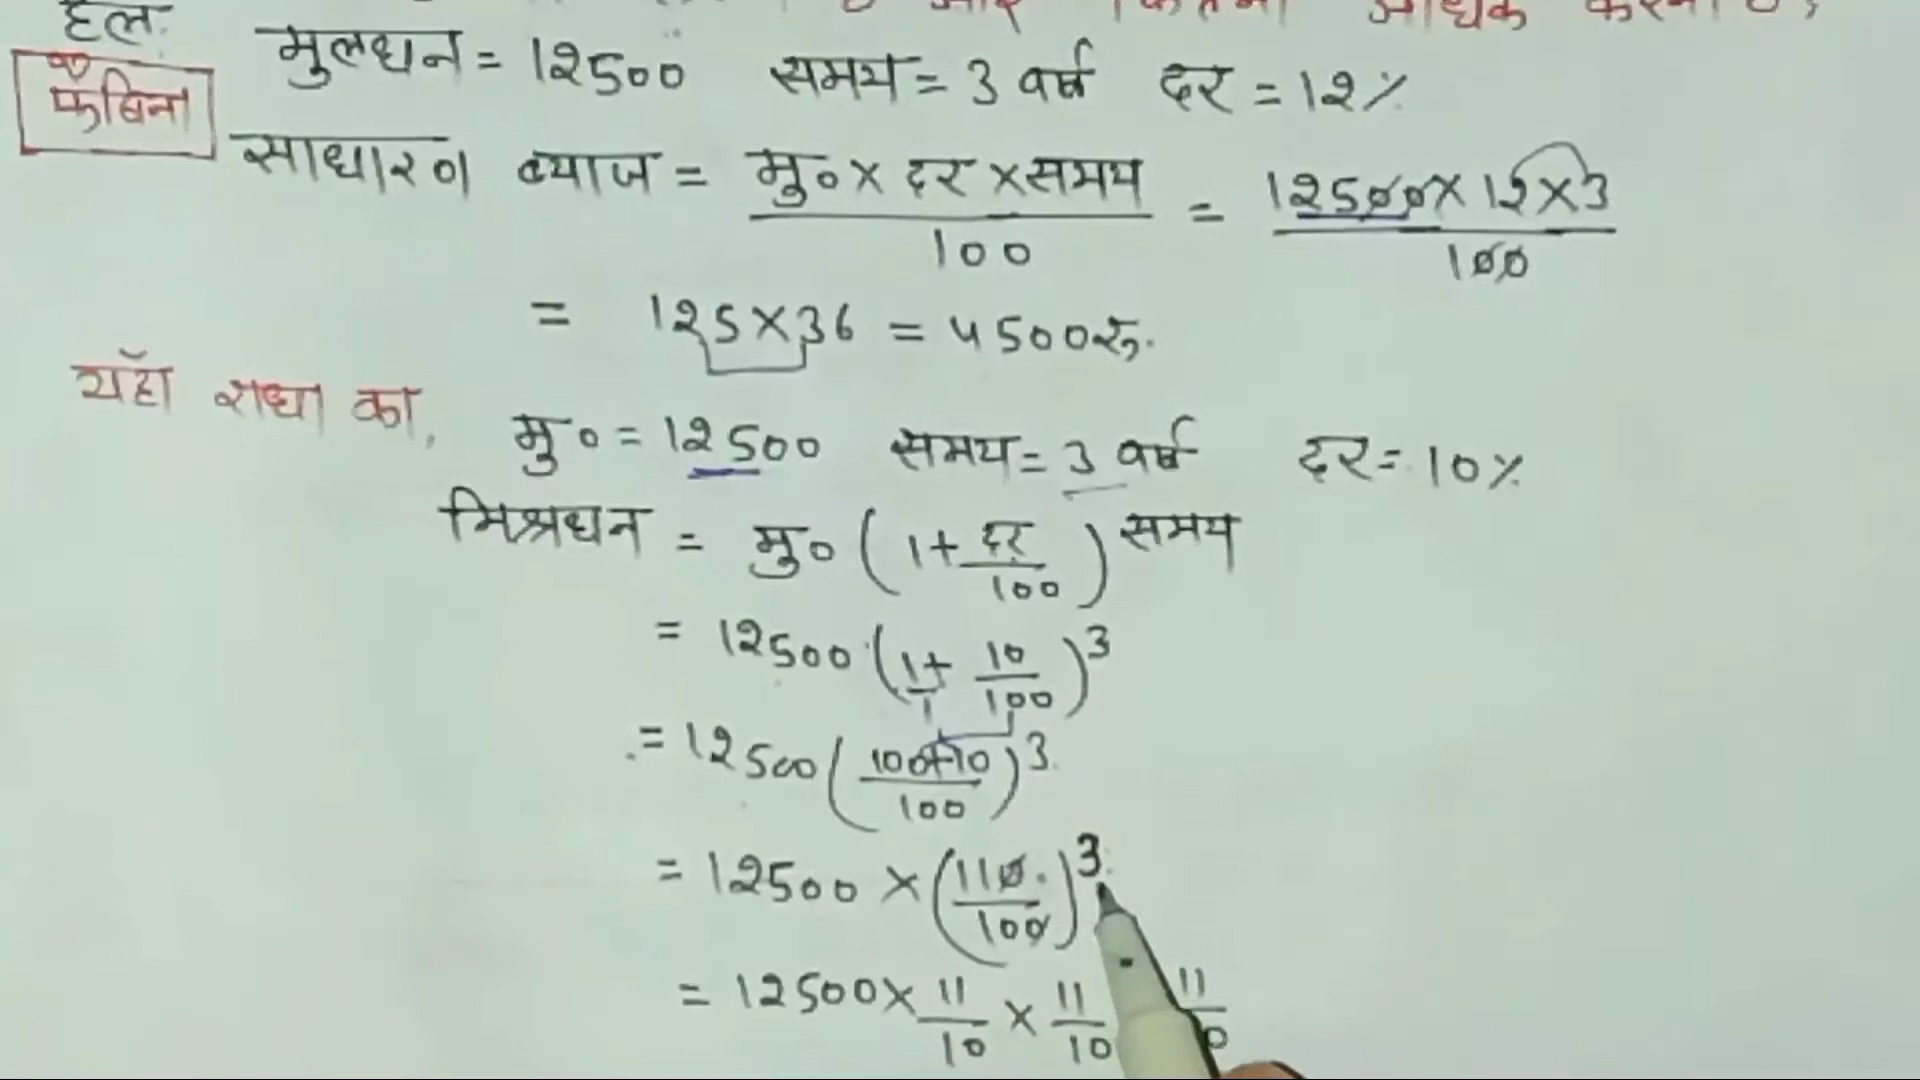 हल:
मुलधन = 12500 समय = 3 वर्ष दर = 12%
फैबिना
साधारण ब्याज = मु० × दर × समय / 100 = 12500 × 12 × 3 / 100
= 125 × 36 = 4500रु.
यहाँ राधा का,
मु० = 12500 समय = 3 वर्ष दर = 10%
मिश्रधन = मु० (1 + दर / 100) समय
= 12500 (1/1 + 10/100)3
= 12500 (100+10 / 100)3
= 12500 × (110 / 100)3
= 12500 × 11/10 × 11/10 11/0